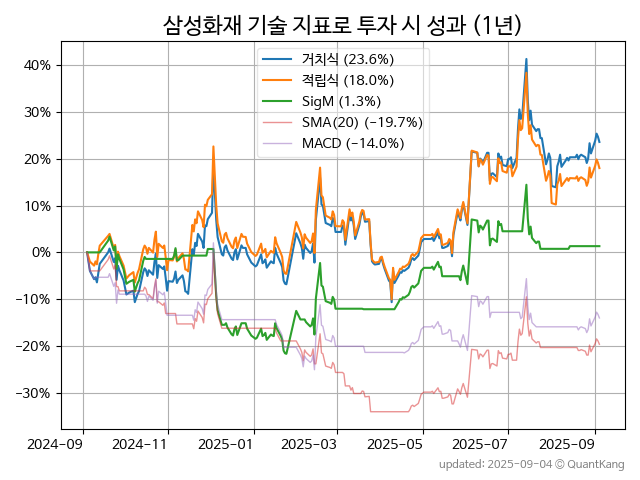 삼성화재 기술 지표로 투자 시 성과 (1년)
거치식 (23.6%)
적립식 (18.0%)
SigM (1.3%)
SMA(20) (−19.7%)
MACD (−14.0%)
40%
30%
20%
10%
0%
−10%
−20%
−30%
2024-09 2024-11 2025-01 2025-03 2025-05 2025-07 2025-09
updated: 2025-09-04 © QuantKang